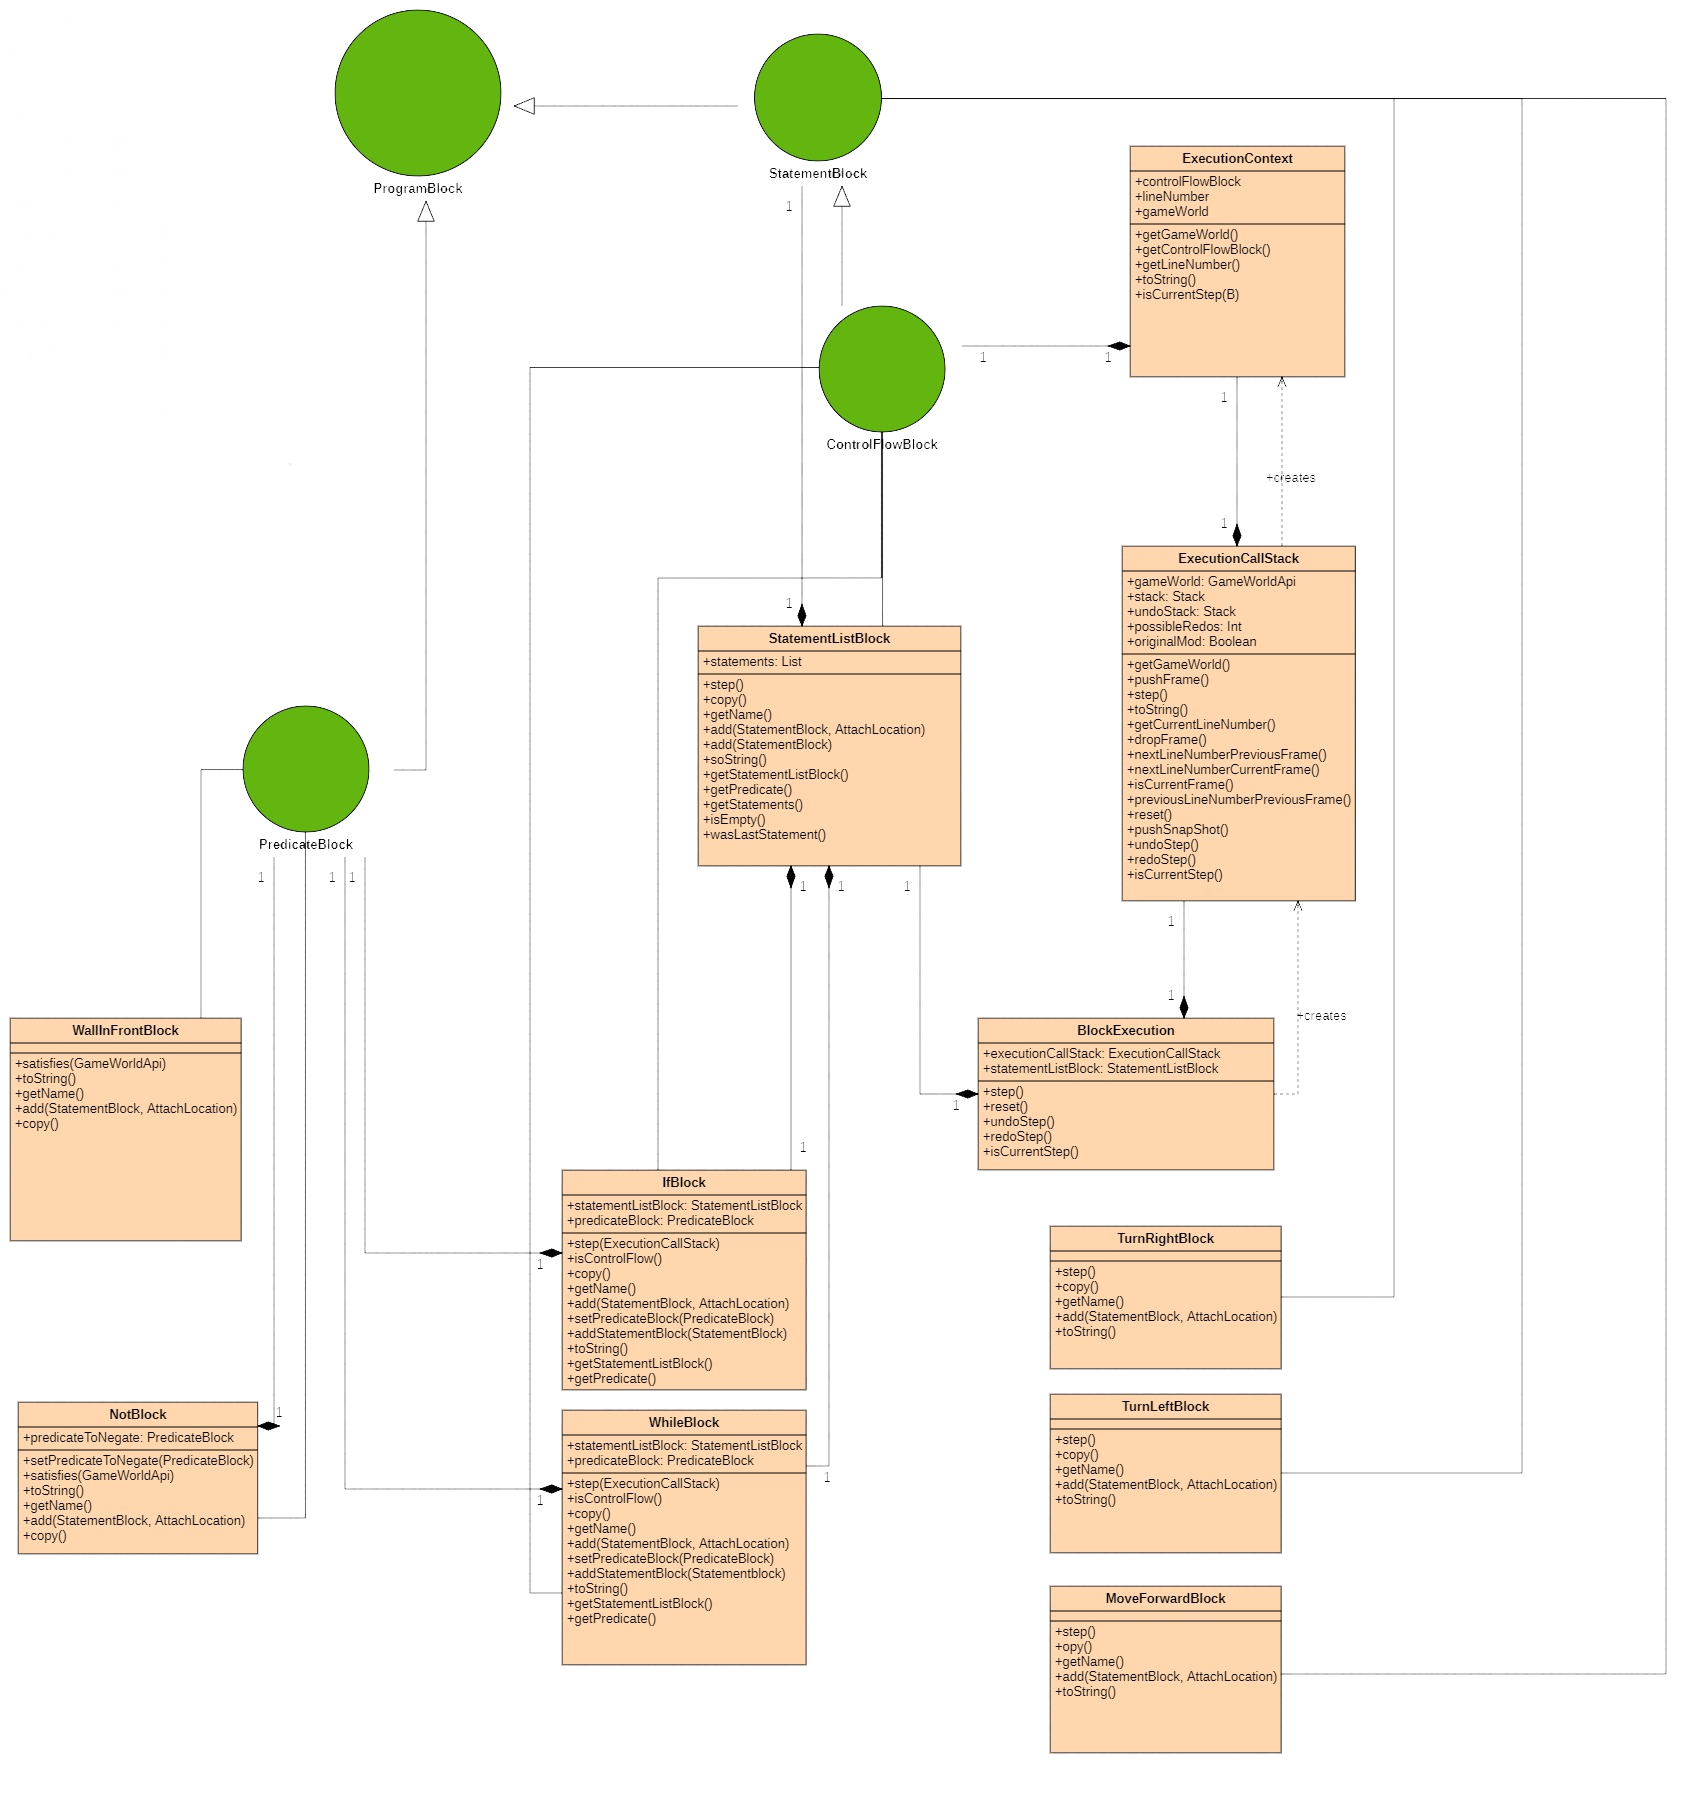 ProgramBlock
StatementBlock
1
ExecutionContext
+controlFlowBlock
+lineNumber
+gameWorld
+getGameWorld()
+getControlFlowBlock()
+getLineNumber()
+toString()
+isCurrentStep(B)
1
1
ControlFlowBlock
1
+creates
1
ExecutionCallStack
+gameWorld: GameWorldApi
+stack: Stack
+undoStack: Stack
+possibleRedos: Int
+originalMod: Boolean
+getGameWorld()
+pushFrame()
+step()
+toString()
+getCurrentLineNumber()
+dropFrame()
+nextLineNumberPreviousFrame()
+nextLineNumberCurrentFrame()
+isCurrentFrame()
+previousLineNumberPreviousFrame()
+reset()
+pushSnapShot()
+undoStep()
+redoStep()
+isCurrentStep()
1
StatementListBlock
+statements: List
+step()
+copy()
+getName()
+add(StatementBlock, AttachLocation)
+add(StatementBlock)
+soString()
+getStatementListBlock()
+getPredicate()
+getStatements()
+isEmpty()
+wasLastStatement()
PredicateBlock
1
1
1
1
1
1
1
1
+creates
WallInFrontBlock
+satisfies(GameWorldApi)
+toString()
+getName()
+add(StatementBlock, AttachLocation)
+copy()
BlockExecution
+executionCallStack: ExecutionCallStack
+statementListBlock: StatementListBlock
+step()
+reset()
+undoStep()
+redoStep()
+isCurrentStep()
1
1
IfBlock
+statementListBlock: StatementListBlock
+predicateBlock: PredicateBlock
+step(ExecutionCallStack)
+isControlFlow()
+copy()
+getName()
+add(StatementBlock, AttachLocation)
+setPredicateBlock(PredicateBlock)
+addStatementBlock(StatementBlock)
+toString()
+getStatementListBlock()
+getPredicate()
1
TurnRightBlock
+step()
+copy()
+getName()
+add(StatementBlock, AttachLocation)
+toString()
1
NotBlock
+predicateToNegate: PredicateBlock
+setPredicateToNegate(PredicateBlock)
+satisfies(GameWorldApi)
+toString()
+getName()
+add(StatementBlock, AttachLocation)
+copy()
WhileBlock
+statementListBlock: StatementListBlock
+predicateBlock: PredicateBlock
+step(ExecutionCallStack)
+isControlFlow()
+copy()
+getName()
+add(StatementBlock, AttachLocation)
+setPredicateBlock(PredicateBlock)
+addStatementBlock(Statementblock)
+toString()
+getStatementListBlock()
+getPredicate()
1
1
TurnLeftBlock
+step()
+copy()
+getName()
+add(StatementBlock, AttachLocation)
+toString()
MoveForwardBlock
+step()
+opy()
+getName()
+add(StatementBlock, AttachLocation)
+toString()